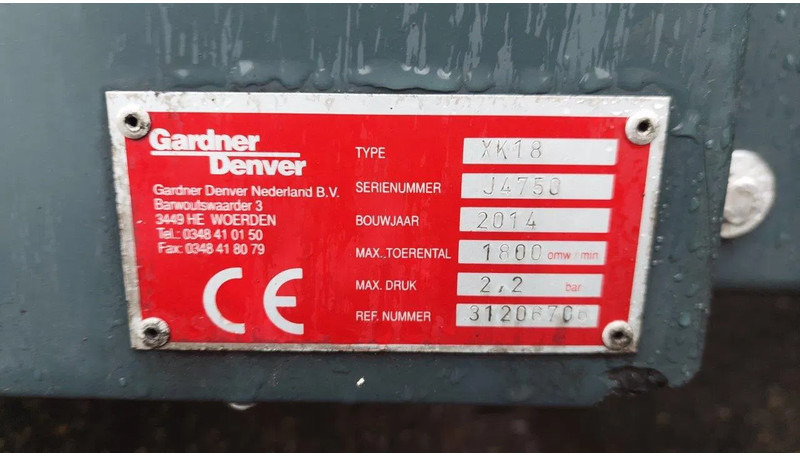 Gardner
Denver
Gardner Denver Nederland B.V.
Barwoutswaarder 3
3449 HE WOERDEN
Tel.: 0348 41 01 50
Fax: 0348 41 80 79
CE
TYPE XK18
SERIENUMMER J4750
BOUWJAAR 2014
MAX. TOERENTAL 1800 omw / min
MAX. DRUK 2,2 bar
REF. NUMMER